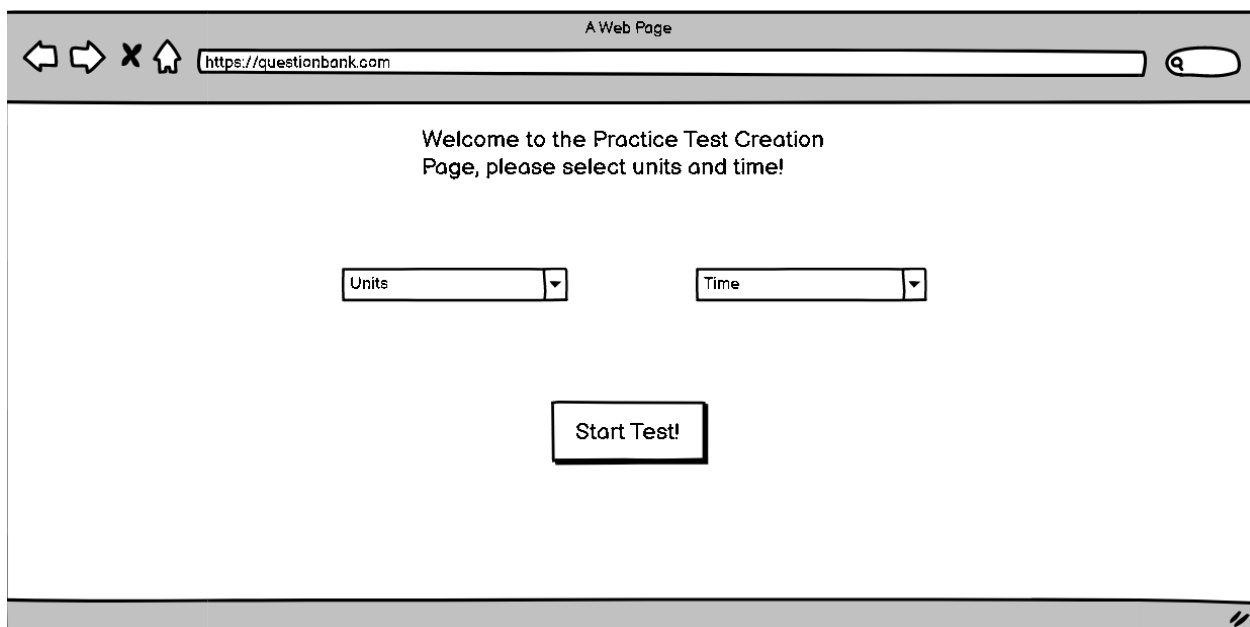 A Web Page
https://questionbank.com
Welcome to the Practice Test Creation
Page, please select units and time!
Units
Time
Start Test!